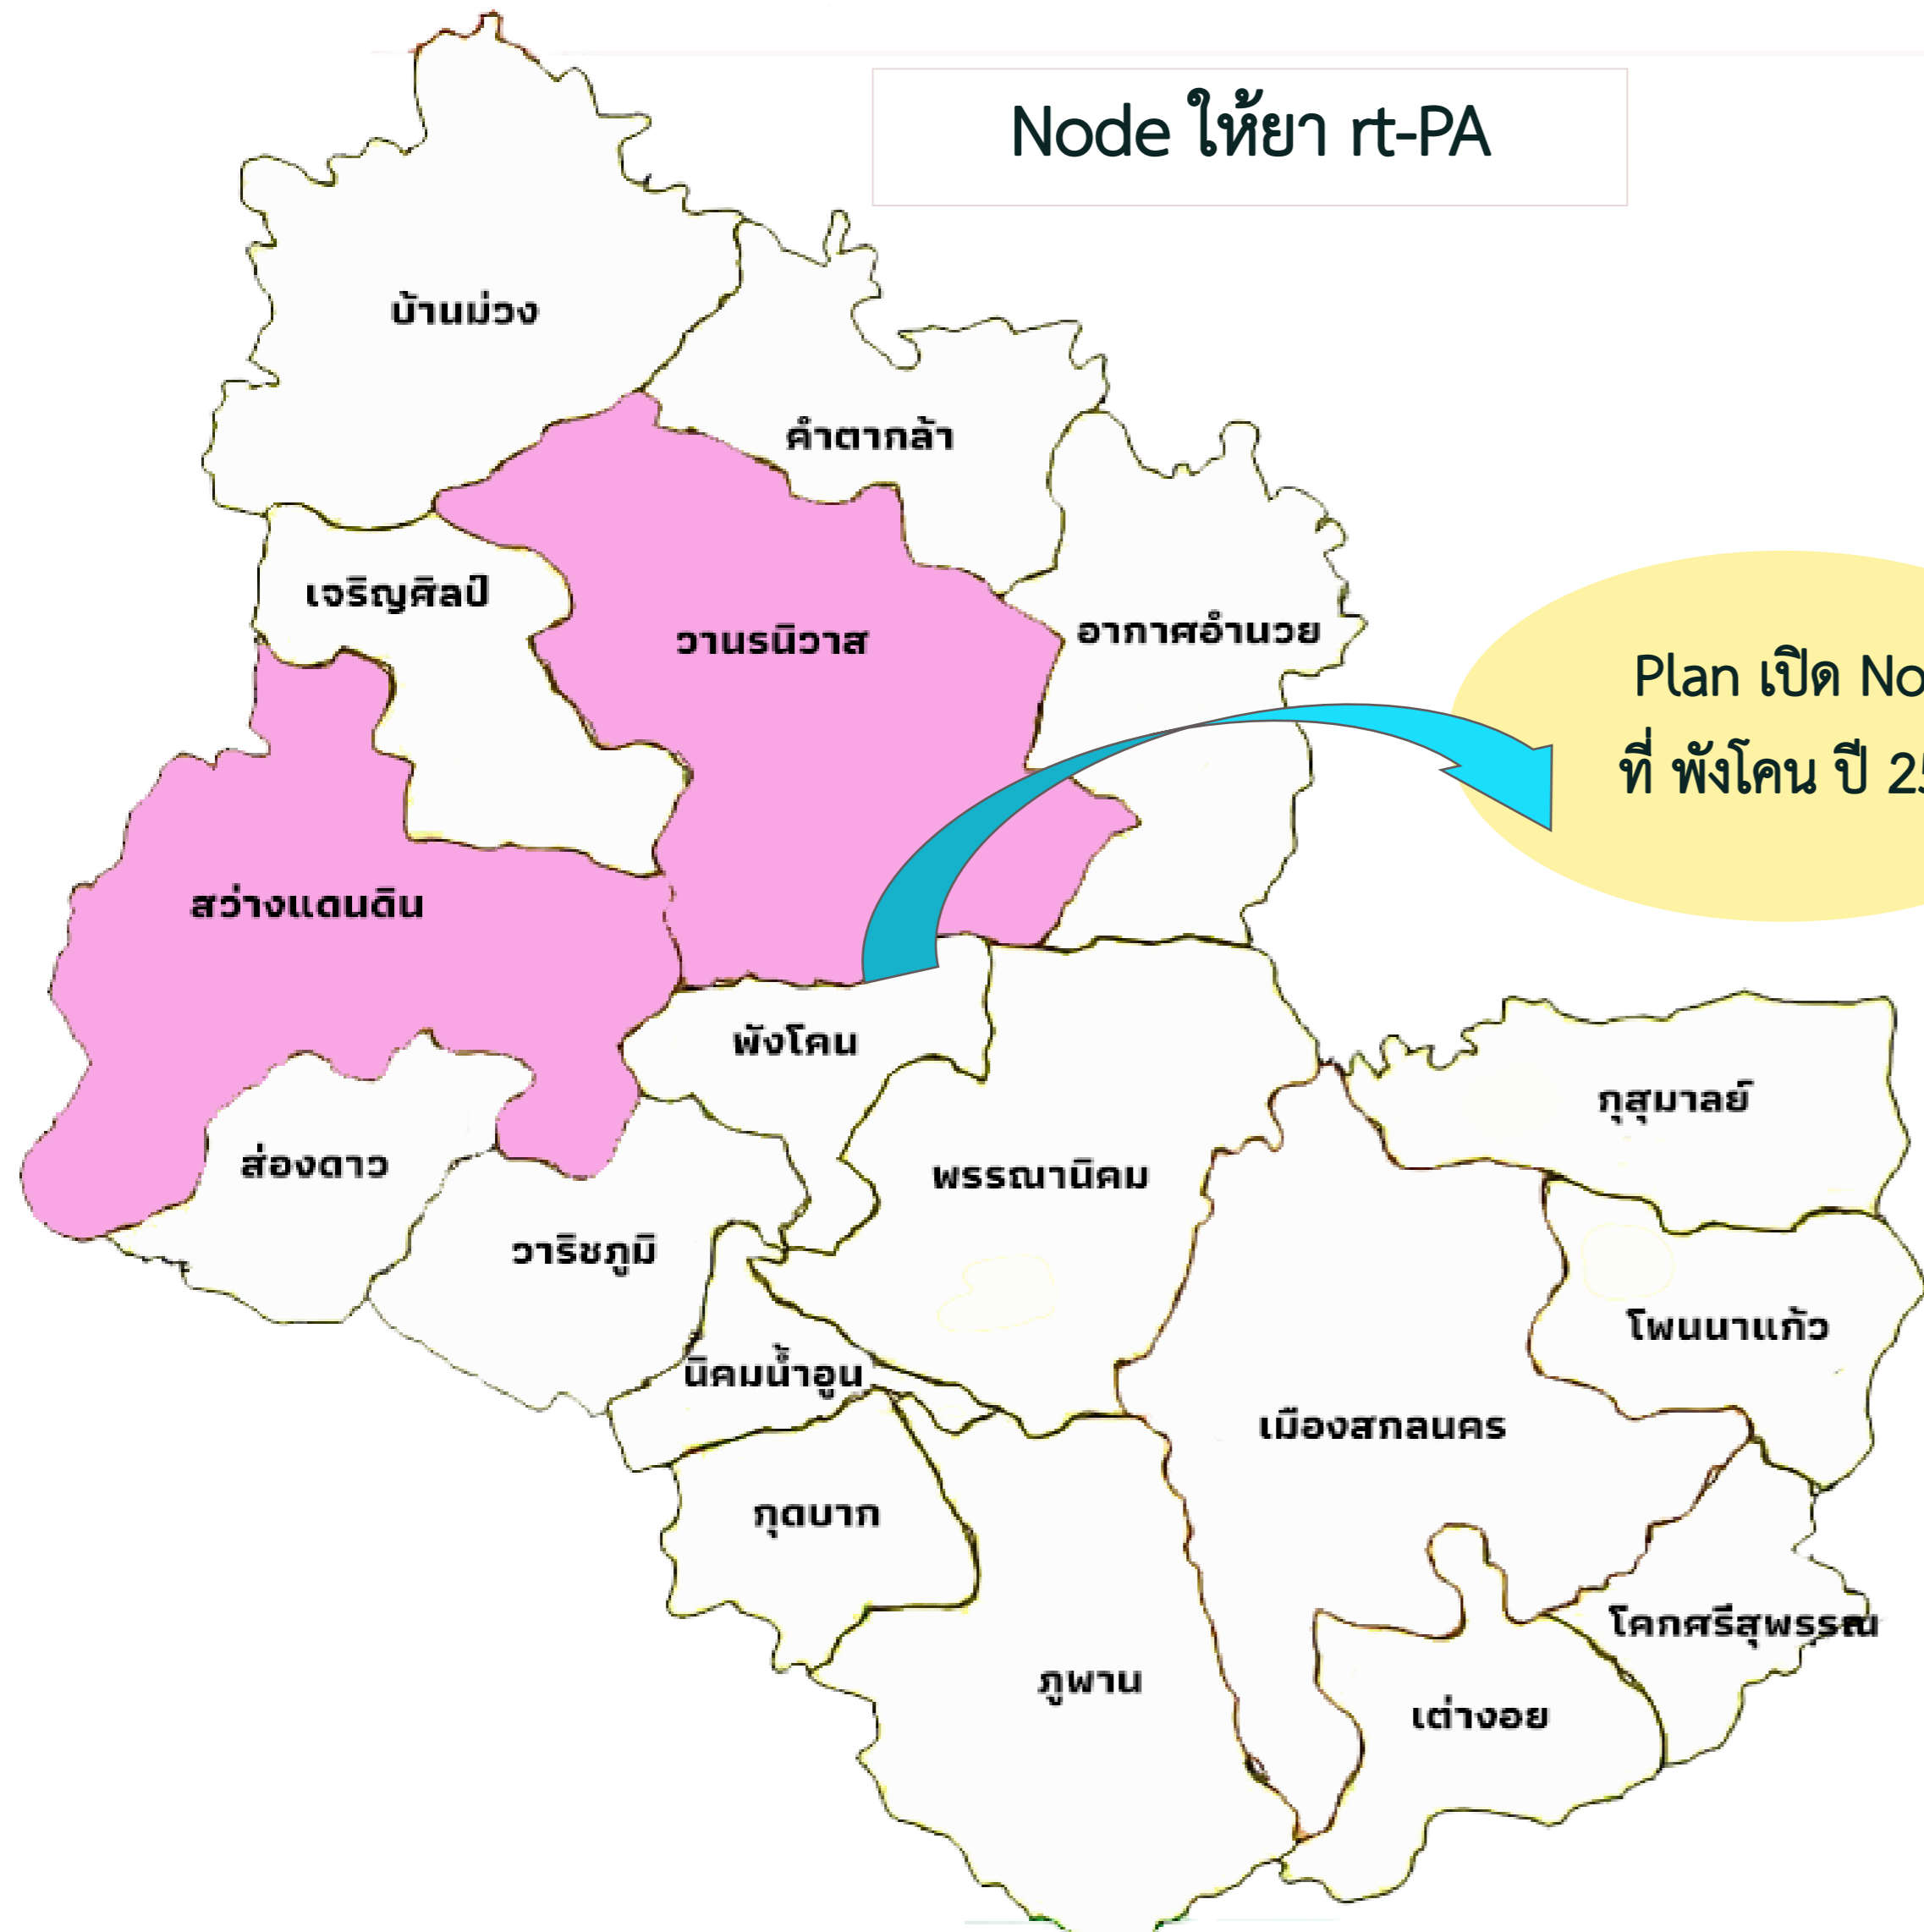 Node ให้ยา rt-PA
บ้านม่วง
คำตากล้า
เจริญศิลป์
วานรนิวาส
อากาศอำนวย
Plan เปิด No
ที่ พังโคน ปี 25
สว่างแดนดิน
พังโคน
กุสุมาลย์
ส่องดาว
พรรณานิคม
วาริชภูมิ
โพนนาแก้ว
นิคมน้ำอูน
เมืองสกลนคร
กุดบาก
โคกศรีสุพรรณ
ภูพาน
เต่างอย